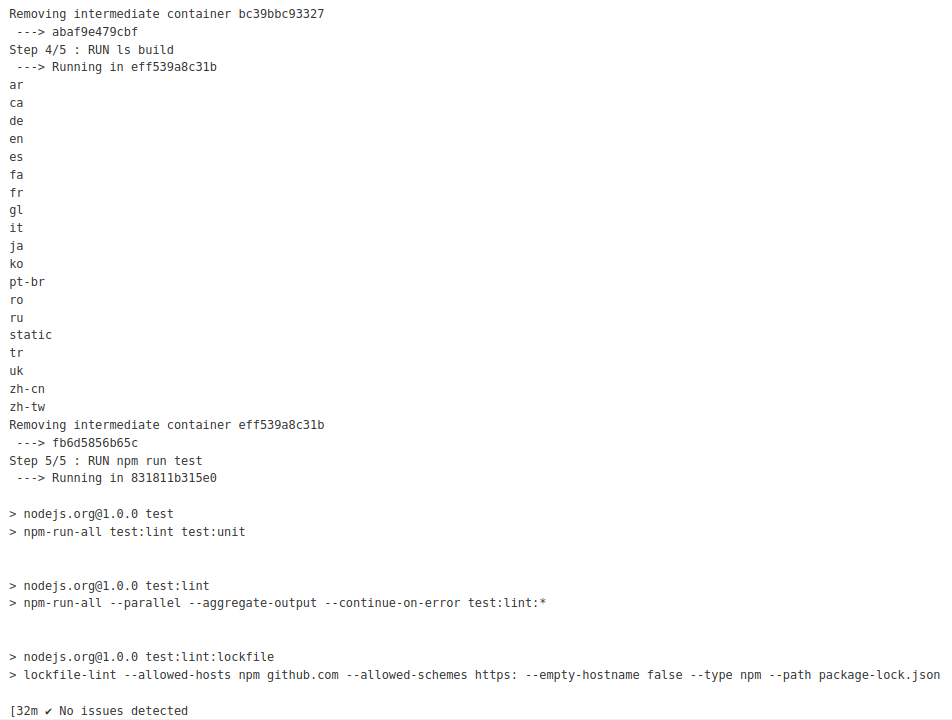 Removing intermediate container bc39bbc93327
 ---> abaf9e479cbf
Step 4/5 : RUN ls build
 ---> Running in eff539a8c31b
ar
ca
de
en
es
fa
fr
gl
it
ja
ko
pt-br
ro
ru
static
tr
uk
zh-cn
zh-tw
Removing intermediate container eff539a8c31b
 ---> fb6d5856b65c
Step 5/5 : RUN npm run test
 ---> Running in 831811b315e0
> nodejs.org@1.0.0 test
> npm-run-all test:lint test:unit
> nodejs.org@1.0.0 test:lint
> npm-run-all --parallel --aggregate-output --continue-on-error test:lint:*
> nodejs.org@1.0.0 test:lint:lockfile
> lockfile-lint --allowed-hosts npm github.com --allowed-schemes https: --empty-hostname false --type npm --path package-lock.json
[32m ✔ No issues detected